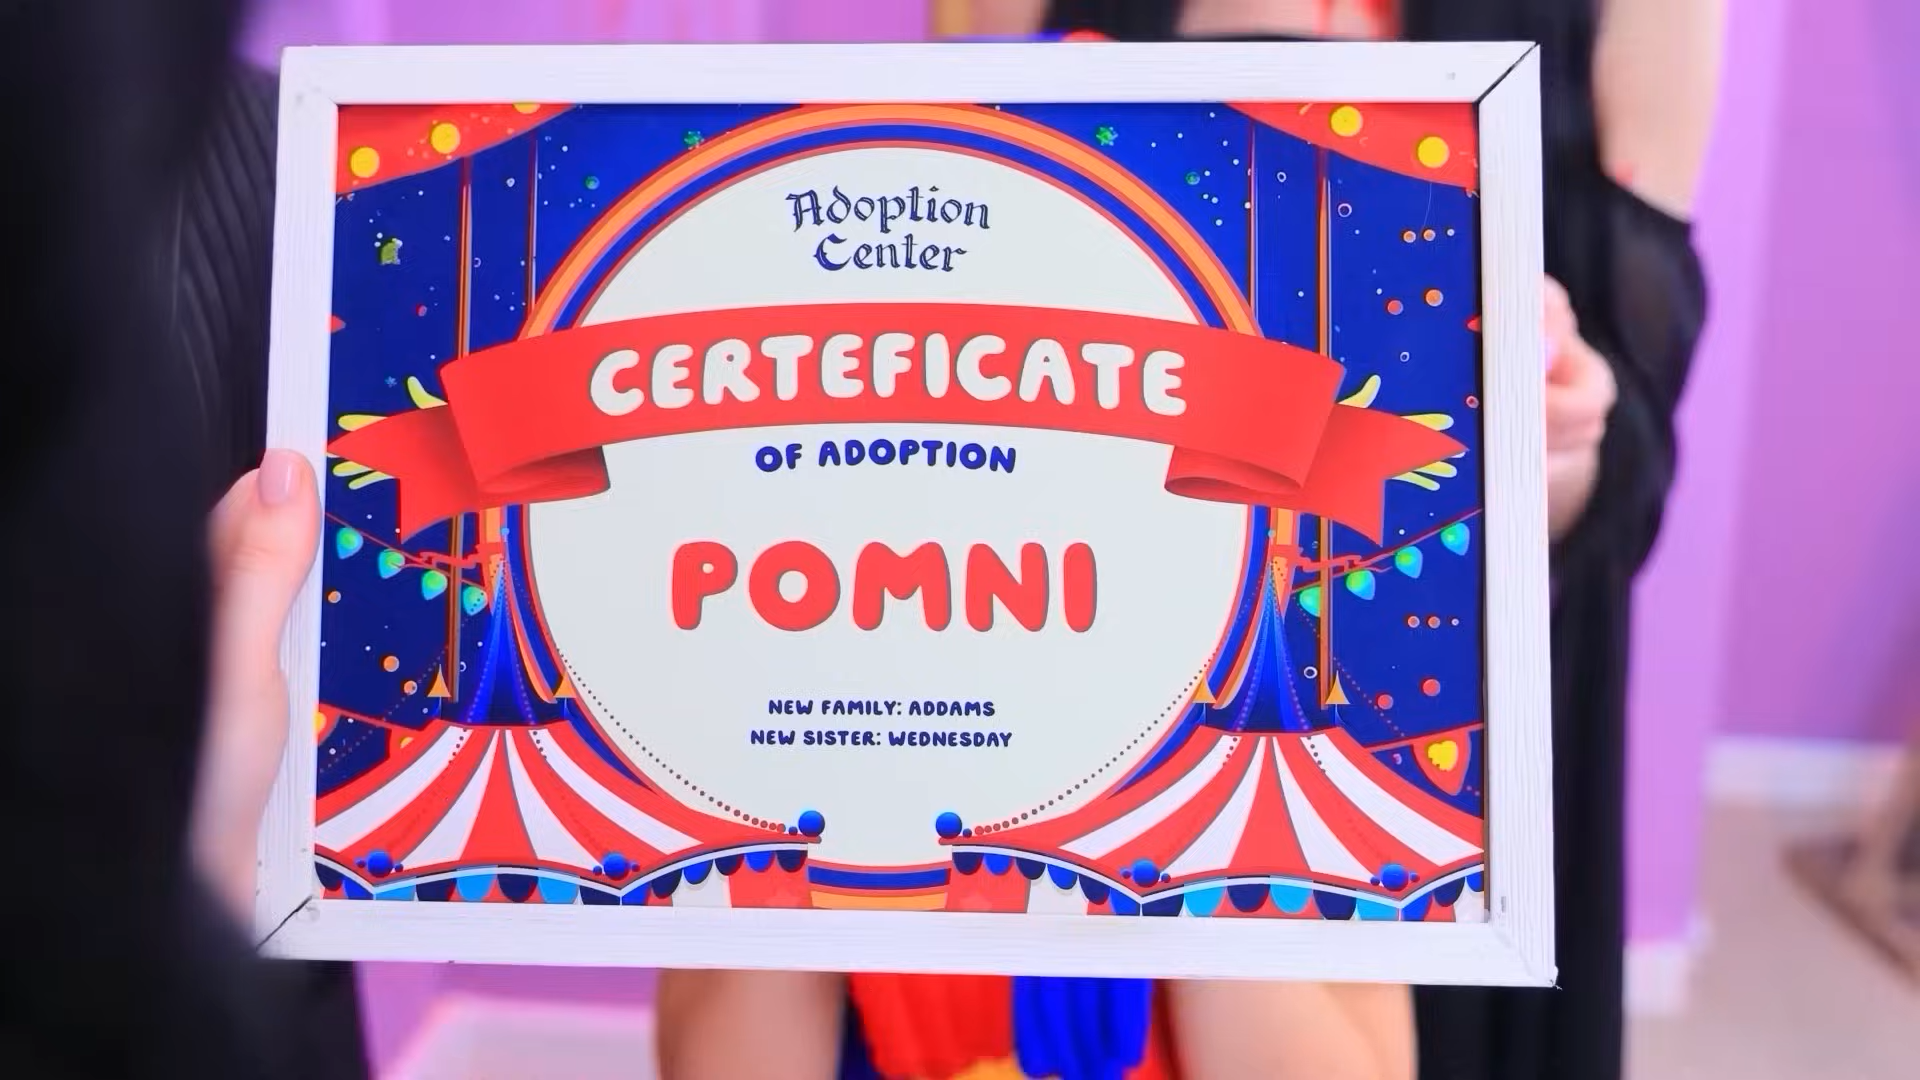 Adoption
Center
CERTEFICATE
OF ADOPTION
POMNI
NEW FAMILY: ADDAMS
NEW SISTER: WEDNESDAY